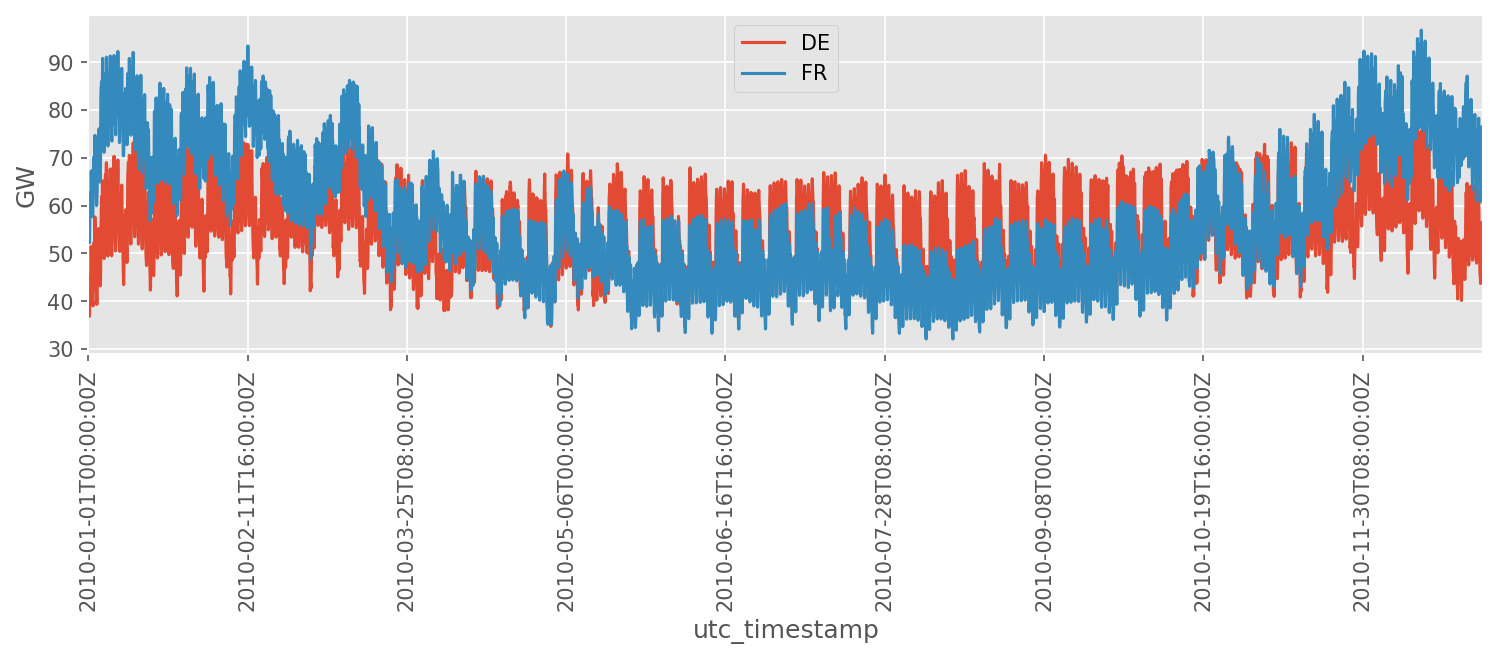 DE
FR
90
80
70
60
50
40
30
GW
2010-01-01T00:00:00Z
2010-02-11T16:00:00Z
2010-03-25T08:00:00Z
2010-05-06T00:00:00Z
2010-06-16T16:00:00Z
2010-07-28T08:00:00Z
2010-09-08T00:00:00Z
2010-10-19T16:00:00Z
2010-11-30T08:00:00Z
utc_timestamp